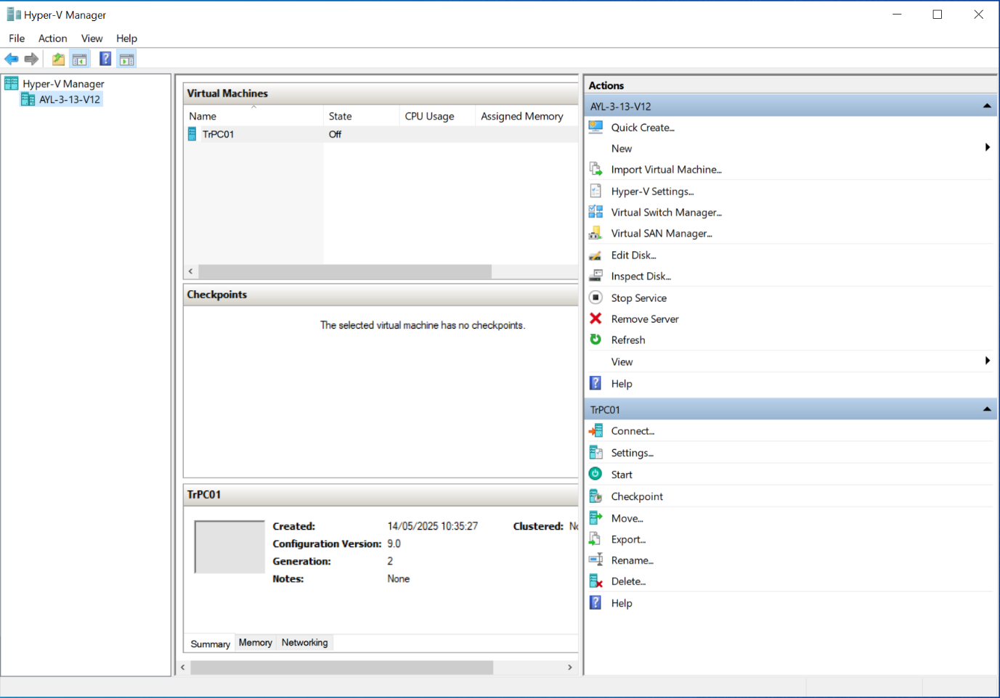 Hyper-V Manager
File Action View Help
Hyper-V Manager
AYL-3-13-V12
Virtual Machines
Name State CPU Usage Assigned Memory
TrPC01 Off
Checkpoints
The selected virtual machine has no checkpoints.
TrPC01
Created: 14/05/2025 10:35:27 Clustered:
Configuration Version: 9.0
Generation: 2
Notes: None
Summary Memory Networking
Actions
AYL-3-13-V12
Quick Create...
New
Import Virtual Machine...
Hyper-V Settings...
Virtual Switch Manager...
Virtual SAN Manager...
Edit Disk...
Inspect Disk...
Stop Service
Remove Server
Refresh
View
Help
TrPC01
Connect...
Settings...
Start
Checkpoint
Move...
Export...
Rename...
Delete...
Help